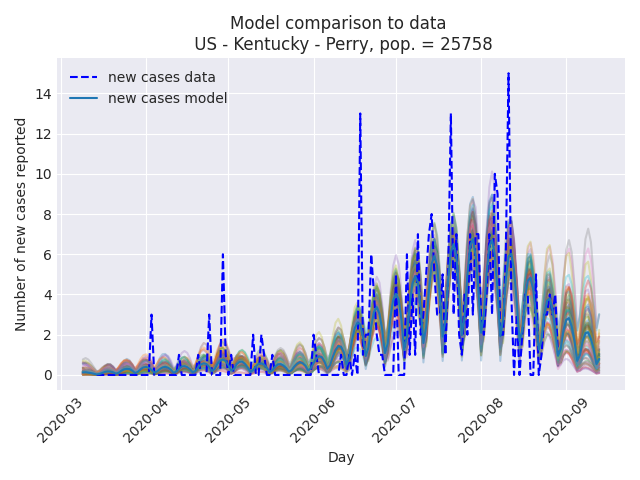 Model comparison to data
US - Kentucky - Perry, pop. = 25758
new cases data
new cases model
Number of new cases reported
14
12
10
8
6
4
2
0
2020-03
2020-04
2020-05
2020-06
2020-07
2020-08
2020-09
Day